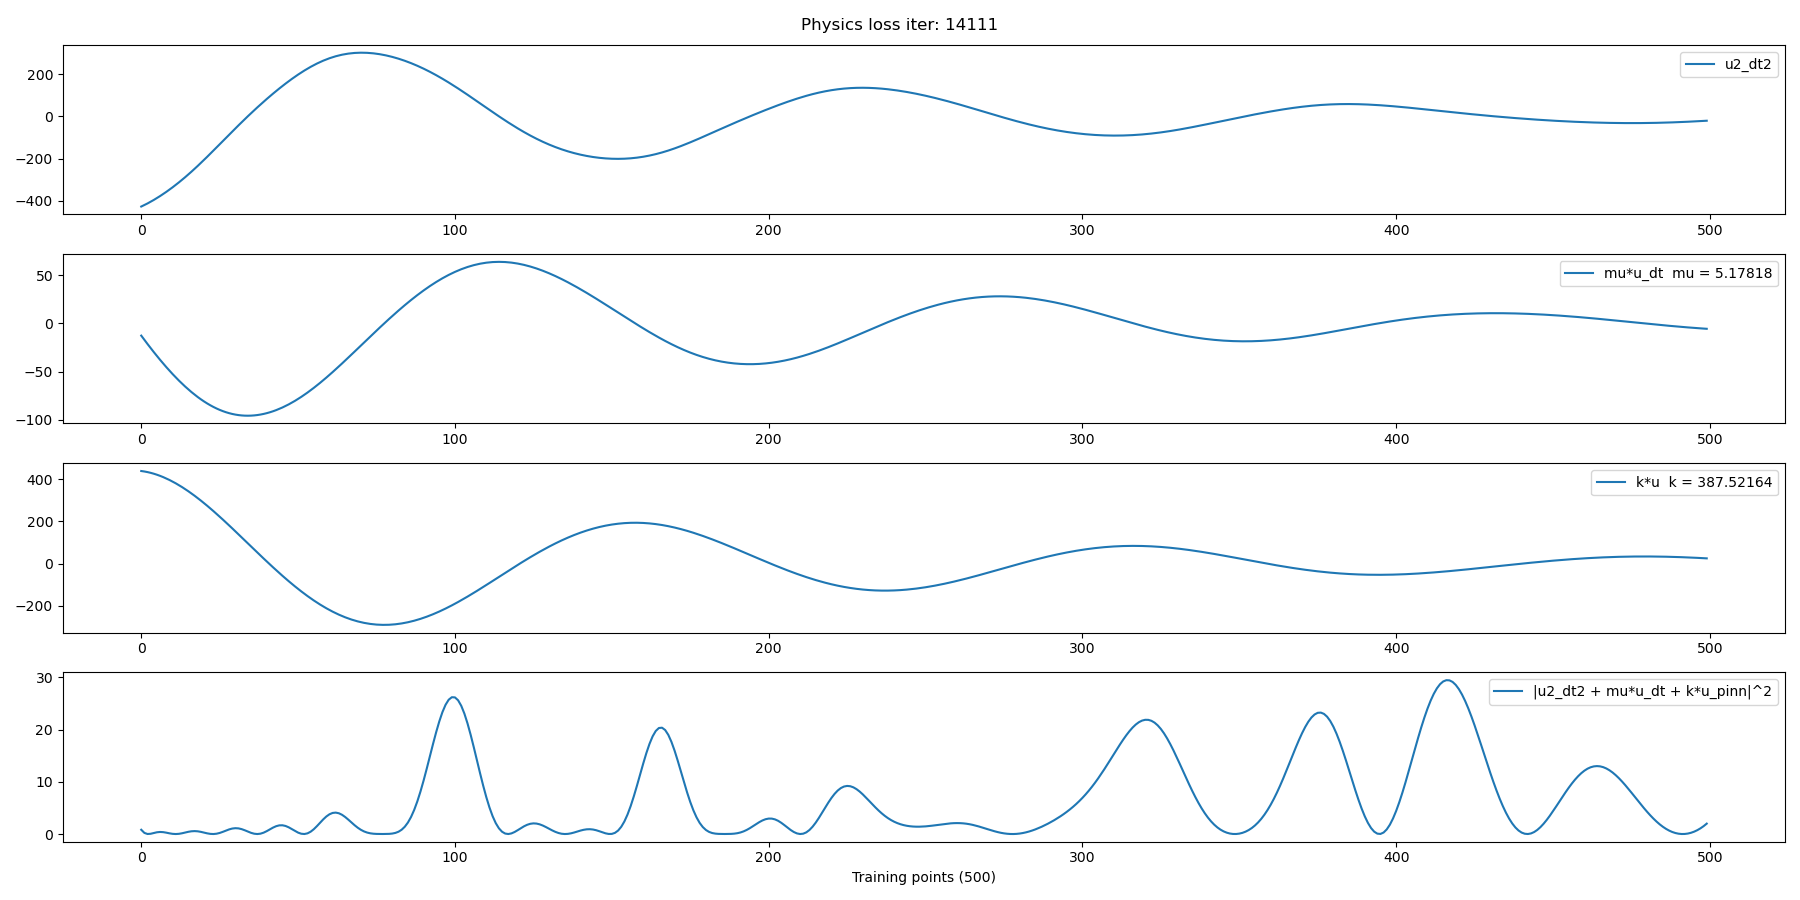 Physics loss iter: 14111
u2_dt2
200
0
−200
−400
0 100 200 300 400 500
mu*u_dt  mu = 5.17818
50
0
−50
−100
0 100 200 300 400 500
k*u  k = 387.52164
400
200
0
−200
0 100 200 300 400 500
|u2_dt2 + mu*u_dt + k*u_pinn|^2
30
20
10
0
0 100 200 300 400 500
Training points (500)